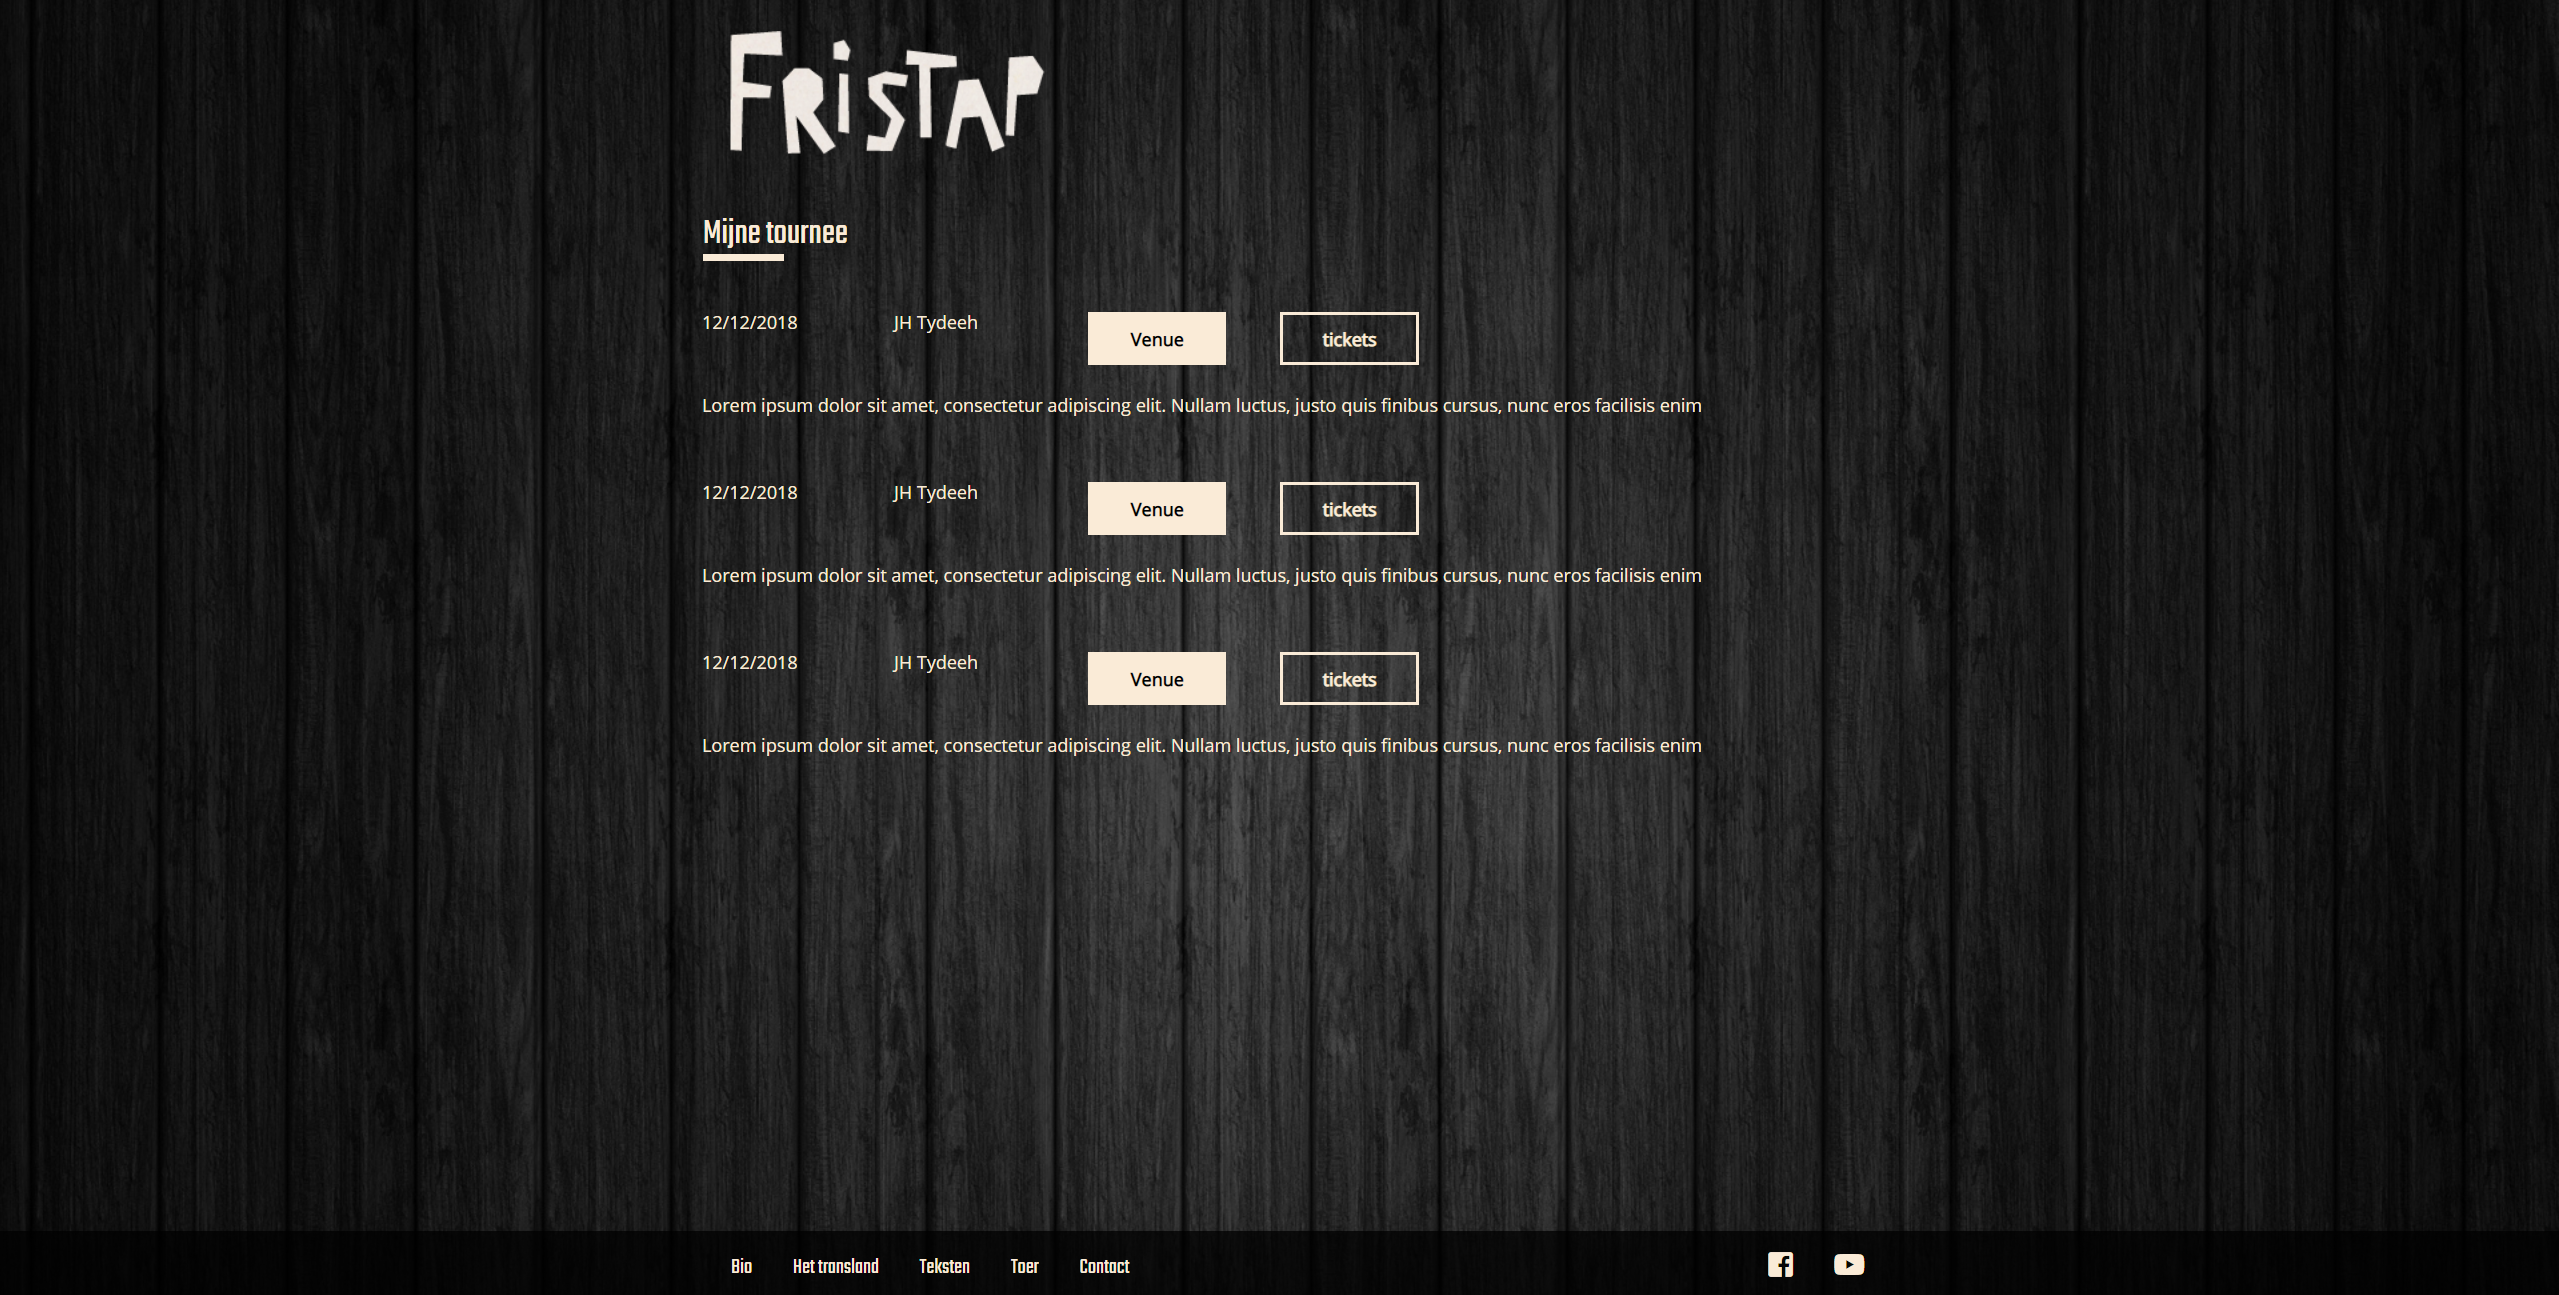 FRiSTAP
Mijne tournee
12/12/2018 JH Tydeeh Venue tickets
Lorem ipsum dolor sit amet, consectetur adipiscing elit. Nullam luctus, justo quis finibus cursus, nunc eros facilisis enim
12/12/2018 JH Tydeeh Venue tickets
Lorem ipsum dolor sit amet, consectetur adipiscing elit. Nullam luctus, justo quis finibus cursus, nunc eros facilisis enim
12/12/2018 JH Tydeeh Venue tickets
Lorem ipsum dolor sit amet, consectetur adipiscing elit. Nullam luctus, justo quis finibus cursus, nunc eros facilisis enim
Bio Het transland Teksten Toer Contact